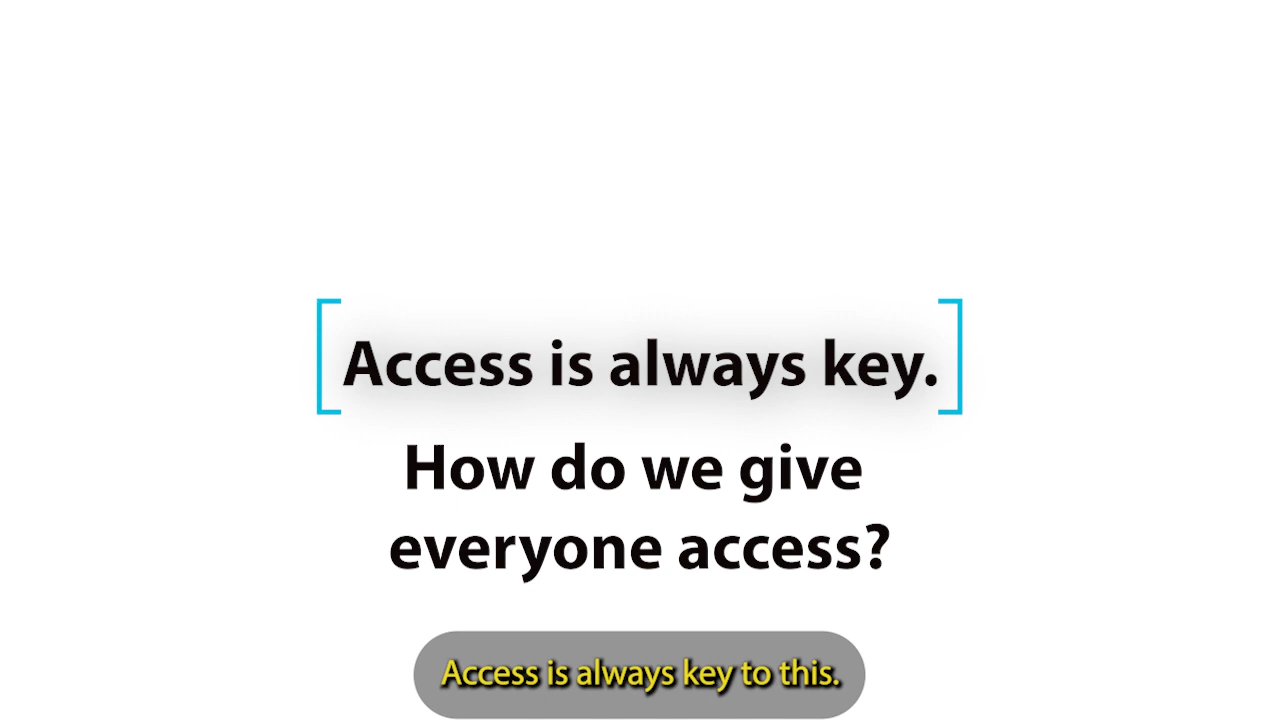 Access is always key.
How do we give
everyone access?
Access is always key to this.